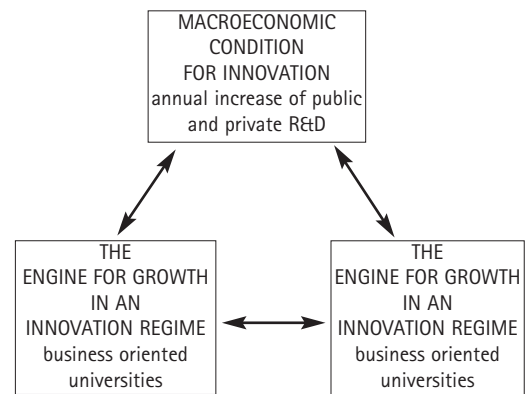 MACROECONOMIC
CONDITION
FOR INNOVATION
annual increase of public
and private R&D
THE
ENGINE FOR GROWTH
IN AN
INNOVATION REGIME
business oriented
universities
THE
ENGINE FOR GROWTH
IN AN
INNOVATION REGIME
business oriented
universities